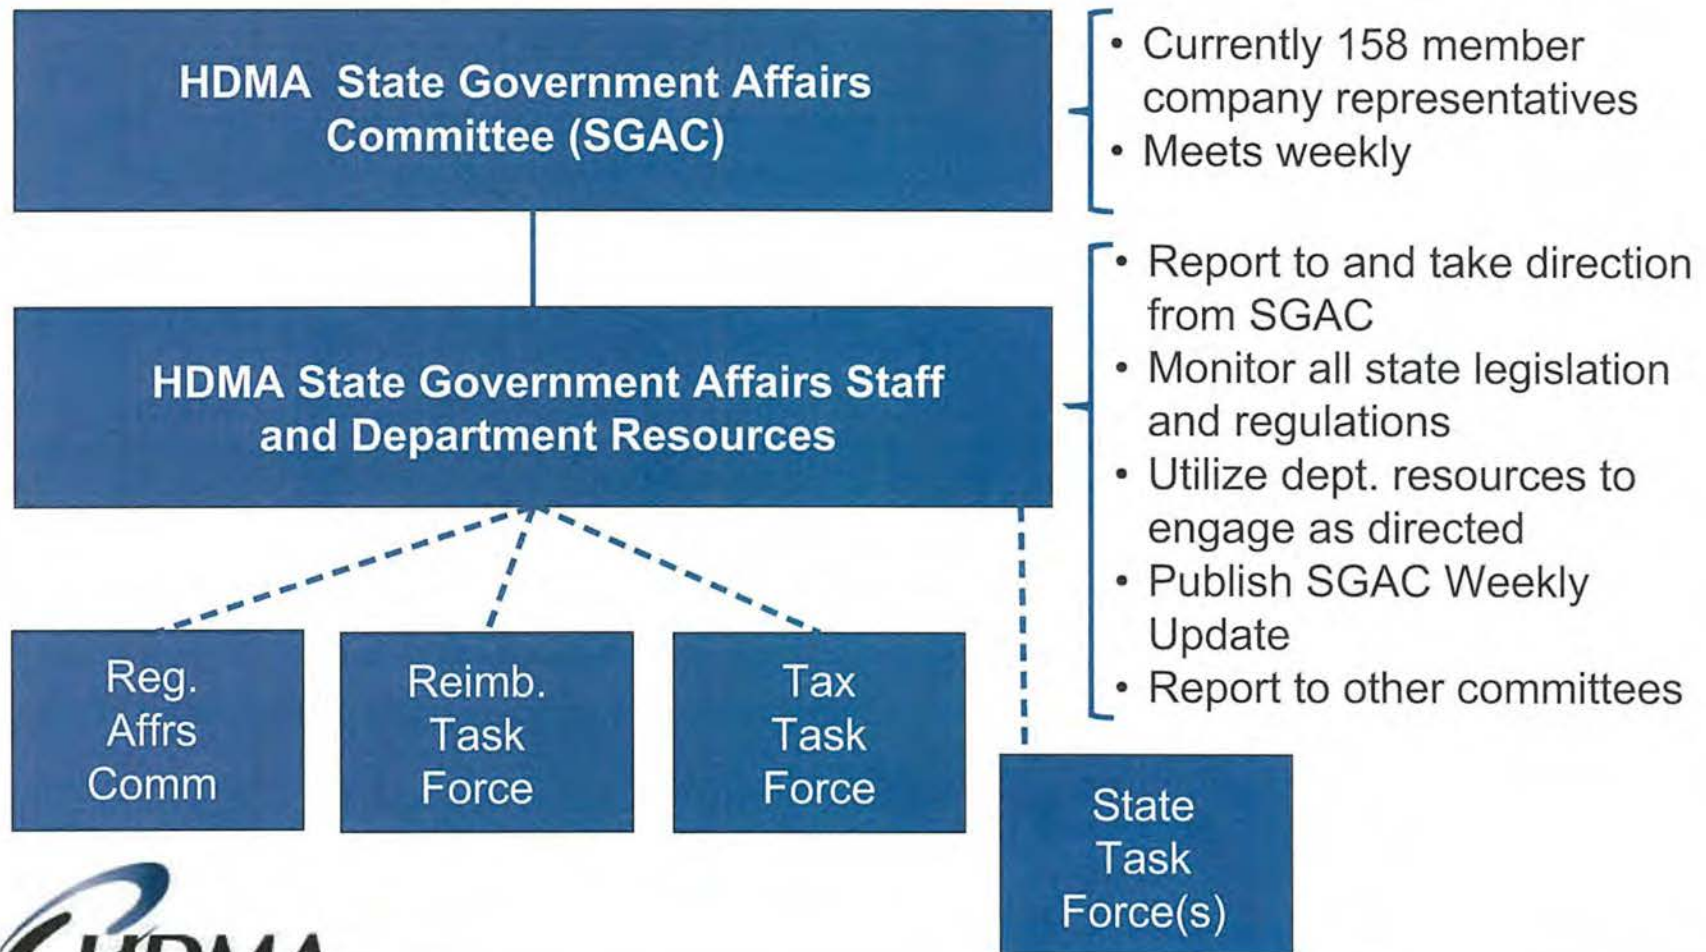 HDMA State Government Affairs
Committee (SGAC)
• Currently 158 member
company representatives
• Meets weekly
HDMA State Government Affairs Staff
and Department Resources
• Report to and take direction
from SGAC
• Monitor all state legislation
and regulations
• Utilize dept. resources to
engage as directed
• Publish SGAC Weekly
Update
• Report to other committees
Reg.
Affrs
Comm
Reimb.
Task
Force
Tax
Task
Force
State
Task
Force(s)
HDMA